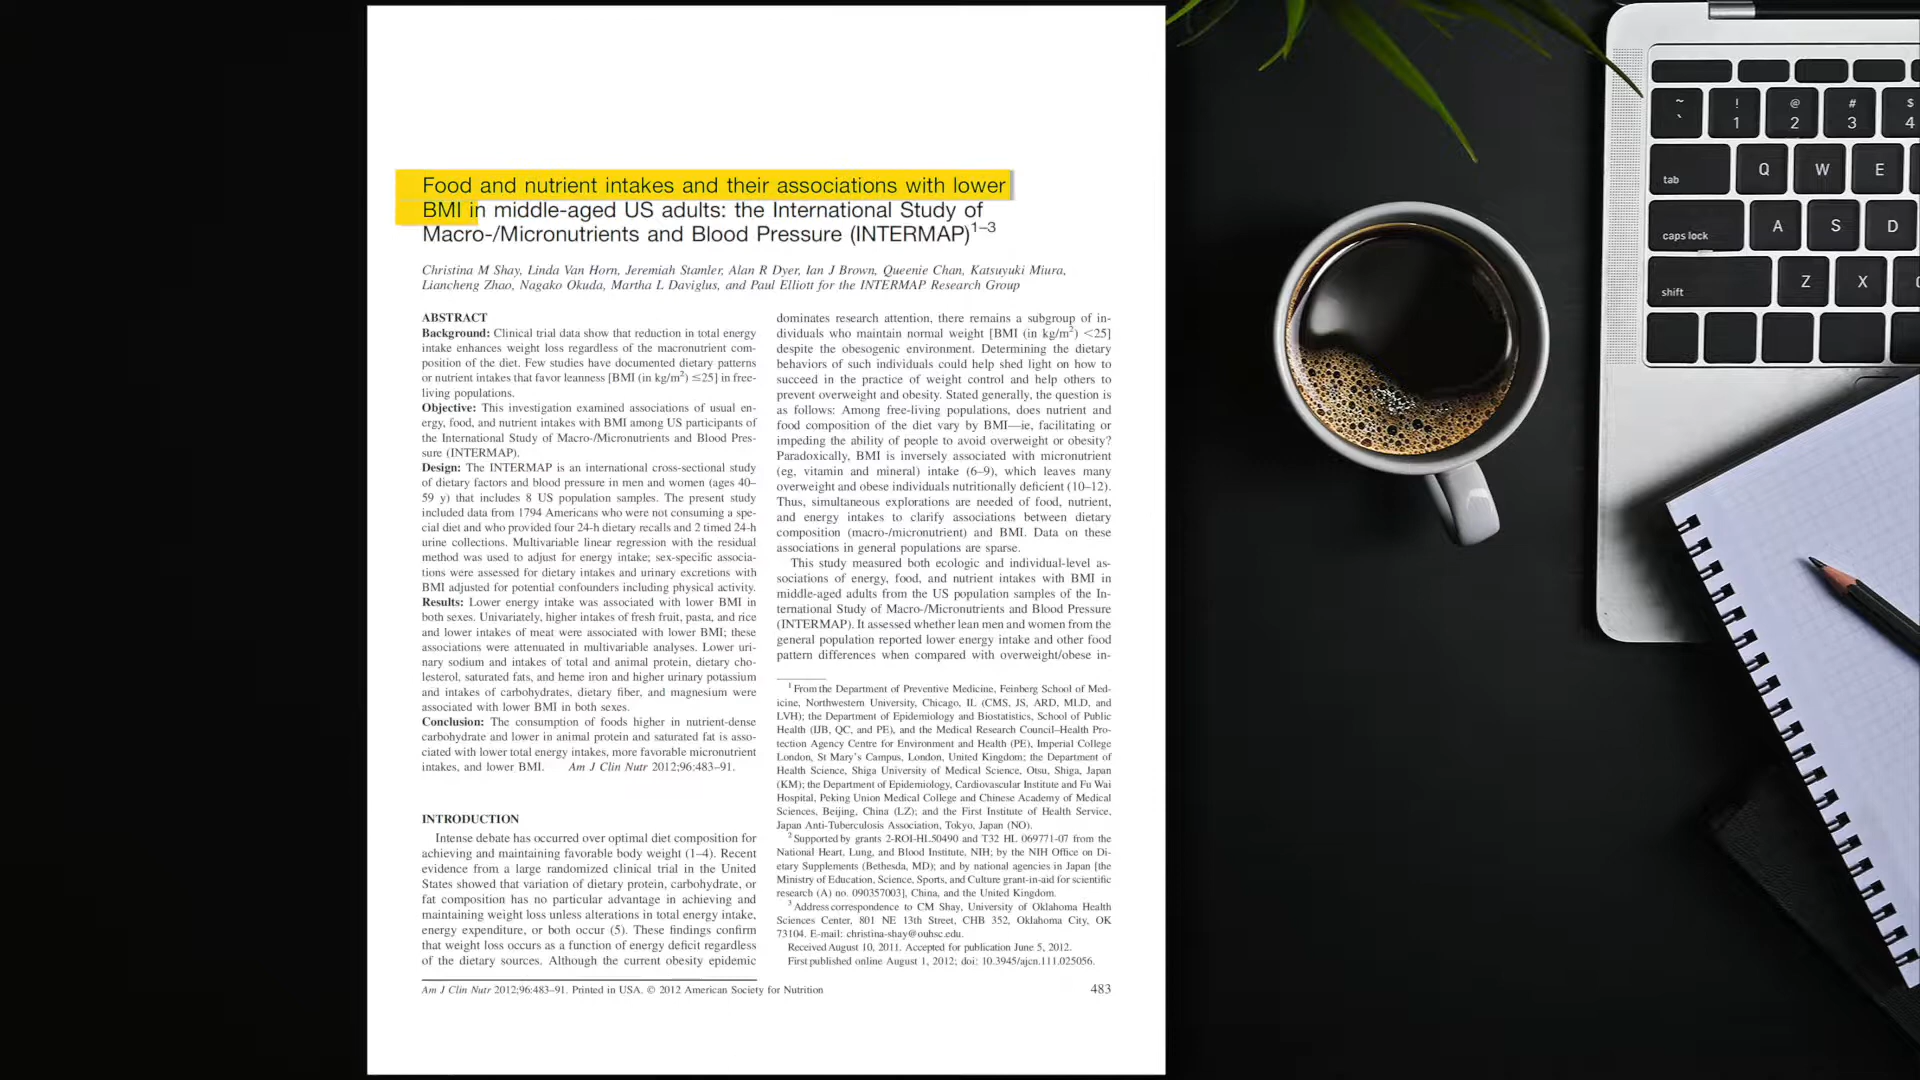 Food and nutrient intakes and their associations with lower
BMI in middle-aged US adults: the International Study of
Macro-/Micronutrients and Blood Pressure (INTERMAP)1–3
Christina M Shay, Linda Van Horn, Jeremiah Stamler, Alan R Dyer, Ian J Brown, Queenie Chan, Katsuyuki Miura,
Liancheng Zhao, Nagako Okuda, Martha L Daviglus, and Paul Elliott for the INTERMAP Research Group
ABSTRACT
Background: Clinical trial data show that reduction in total energy
intake enhances weight loss regardless of the macronutrient com-
position of the diet. Few studies have documented dietary patterns
or nutrient intakes that favor leanness [BMI (in kg/m2) ≤25] in free-
living populations.
Objective: This investigation examined associations of usual en-
ergy, food, and nutrient intakes with BMI among US participants of
the International Study of Macro-/Micronutrients and Blood Pres-
sure (INTERMAP).
Design: The INTERMAP is an international cross-sectional study
of dietary factors and blood pressure in men and women (ages 40–
59 y) that includes 8 US population samples. The present study
included data from 1794 Americans who were not consuming a spe-
cial diet and who provided four 24-h dietary recalls and 2 timed 24-h
urine collections. Multivariable linear regression with the residual
method was used to adjust for energy intake; sex-specific associa-
tions were assessed for dietary intakes and urinary excretions with
BMI adjusted for potential confounders including physical activity.
Results: Lower energy intake was associated with lower BMI in
both sexes. Univariately, higher intakes of fresh fruit, pasta, and rice
and lower intakes of meat were associated with lower BMI; these
associations were attenuated in multivariable analyses. Lower uri-
nary sodium and intakes of total and animal protein, dietary cho-
lesterol, saturated fats, and heme iron and higher urinary potassium
and intakes of carbohydrates, dietary fiber, and magnesium were
associated with lower BMI in both sexes.
Conclusion: The consumption of foods higher in nutrient-dense
carbohydrate and lower in animal protein and saturated fat is asso-
ciated with lower total energy intakes, more favorable micronutrient
intakes, and lower BMI. Am J Clin Nutr 2012;96:483–91.
INTRODUCTION
Intense debate has occurred over optimal diet composition for
achieving and maintaining favorable body weight (1–4). Recent
evidence from a large randomized clinical trial in the United
States showed that variation of dietary protein, carbohydrate, or
fat composition has no particular advantage in achieving and
maintaining weight loss unless alterations in total energy intake,
energy expenditure, or both occur (5). These findings confirm
that weight loss occurs as a function of energy deficit regardless
of the dietary sources. Although the current obesity epidemic
dominates research attention, there remains a subgroup of in-
dividuals who maintain normal weight [BMI (in kg/m2) <25]
despite the obesogenic environment. Determining the dietary
behaviors of such individuals could help shed light on how to
succeed in the practice of weight control and help others to
prevent overweight and obesity. Stated generally, the question is
as follows: Among free-living populations, does nutrient and
food composition of the diet vary by BMI—ie, facilitating or
impeding the ability of people to avoid overweight or obesity?
Paradoxically, BMI is inversely associated with micronutrient
(eg, vitamin and mineral) intake (6–9), which leaves many
overweight and obese individuals nutritionally deficient (10–12).
Thus, simultaneous explorations are needed of food, nutrient,
and energy intakes to clarify associations between dietary
composition (macro-/micronutrient) and BMI. Data on these
associations in general populations are sparse.
This study measured both ecologic and individual-level as-
sociations of energy, food, and nutrient intakes with BMI in
middle-aged adults from the US population samples of the In-
ternational Study of Macro-/Micronutrients and Blood Pressure
(INTERMAP). It assessed whether lean men and women from the
general population reported lower energy intake and other food
pattern differences when compared with overweight/obese in-
1 From the Department of Preventive Medicine, Feinberg School of Med-
icine, Northwestern University, Chicago, IL (CMS, JS, ARD, MLD, and
LVH); the Department of Epidemiology and Biostatistics, School of Public
Health (IJB, QC, and PE), and the Medical Research Council–Health Pro-
tection Agency Centre for Environment and Health (PE), Imperial College
London, St Mary's Campus, London, United Kingdom; the Department of
Health Science, Shiga University of Medical Science, Otsu, Shiga, Japan
(KM); the Department of Epidemiology, Cardiovascular Institute and Fu Wai
Hospital, Peking Union Medical College and Chinese Academy of Medical
Sciences, Beijing, China (LZ); and the First Institute of Health Service,
Japan Anti-Tuberculosis Association, Tokyo, Japan (NO).
2 Supported by grants 2-RO1-HL50490 and T32 HL 069771-07 from the
National Heart, Lung, and Blood Institute, NIH; by the NIH Office on Di-
etary Supplements (Bethesda, MD); and by national agencies in Japan [the
Ministry of Education, Science, Sports, and Culture grant-in-aid for scientific
research (A) no. 090357003], China, and the United Kingdom.
3 Address correspondence to CM Shay, University of Oklahoma Health
Sciences Center, 801 NE 13th Street, CHB 352, Oklahoma City, OK
73104. E-mail: christina-shay@ouhsc.edu.
Received August 10, 2011. Accepted for publication June 5, 2012.
First published online August 1, 2012; doi: 10.3945/ajcn.111.025056.
Am J Clin Nutr 2012;96:483–91. Printed in USA. © 2012 American Society for Nutrition
483
~ ! @ # $
` 1 2 3 4
tab Q W E
caps lock A S D
shift Z X